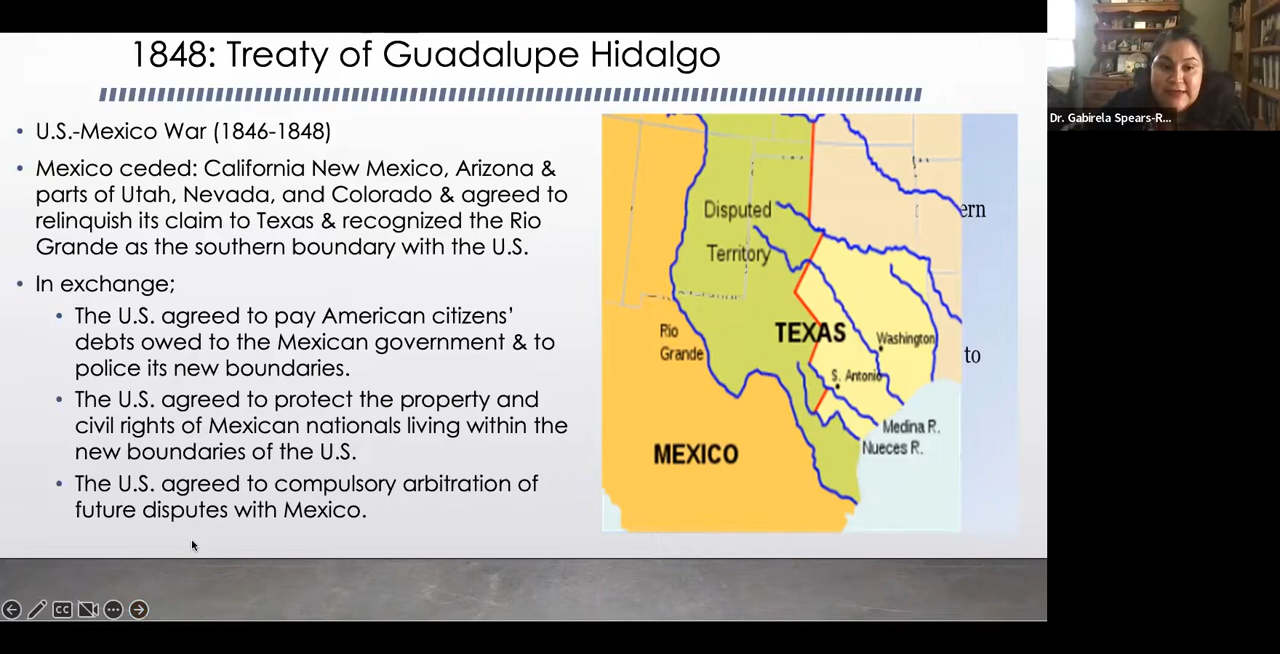 1848: Treaty of Guadalupe Hidalgo
• U.S.-Mexico War (1846-1848)
• Mexico ceded: California New Mexico, Arizona &
parts of Utah, Nevada, and Colorado & agreed to
relinquish its claim to Texas & recognized the Rio
Grande as the southern boundary with the U.S.
• In exchange;
• The U.S. agreed to pay American citizens'
debts owed to the Mexican government & to
police its new boundaries.
• The U.S. agreed to protect the property and
civil rights of Mexican nationals living within the
new boundaries of the U.S.
• The U.S. agreed to compulsory arbitration of
future disputes with Mexico.
Disputed
Territory
Rio
Grande
TEXAS
Washington
S. Antonio
Medina R.
Nueces R.
MEXICO
ern
to
Dr. Gabirela Spears-R...
CC